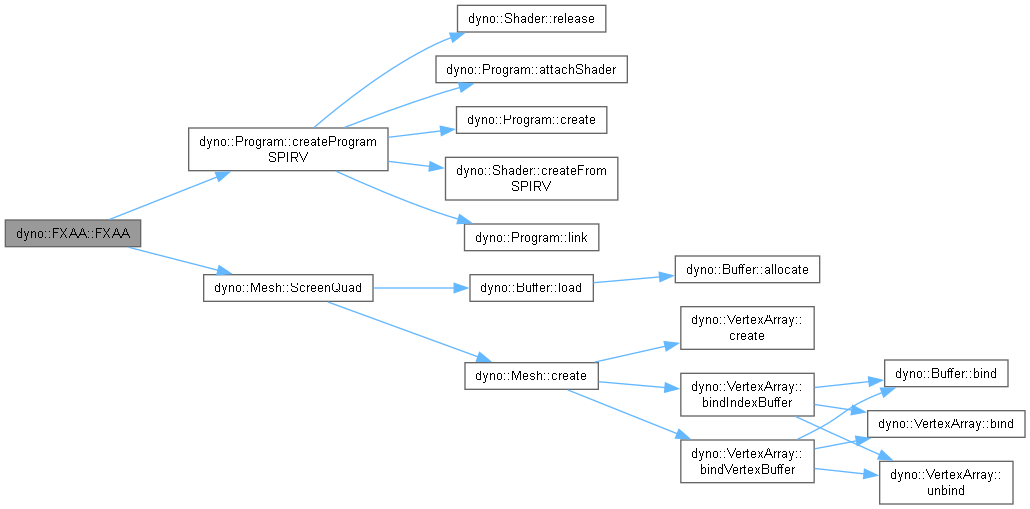 dyno::Shader::release
dyno::Program::attachShader
dyno::Program::create
dyno::Program::createProgram
SPIRV
dyno::Shader::createFrom
SPIRV
dyno::FXAA::FXAA
dyno::Program::link
dyno::Buffer::allocate
dyno::Mesh::ScreenQuad
dyno::Buffer::load
dyno::VertexArray::
create
dyno::Mesh::create
dyno::VertexArray::
bindIndexBuffer
dyno::Buffer::bind
dyno::VertexArray::bind
dyno::VertexArray::
bindVertexBuffer
dyno::VertexArray::
unbind